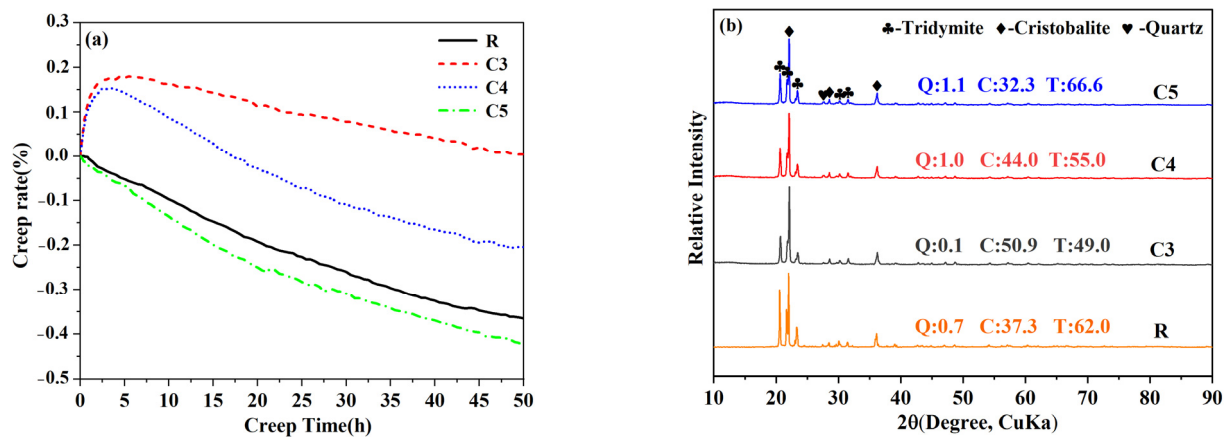 (a)
R
C3
C4
C5
Creep rate(%)
0.3
0.2
0.1
0.0
-0.1
-0.2
-0.3
-0.4
-0.5
0 5 10 15 20 25 30 35 40 45 50
Creep Time(h)
(b) ♣-Tridymite ♦-Cristobalite ♥-Quartz
Q:1.1 C:32.3 T:66.6 C5
Q:1.0 C:44.0 T:55.0 C4
Q:0.1 C:50.9 T:49.0 C3
Q:0.7 C:37.3 T:62.0 R
Relative Intensity
10 20 30 40 50 60 70 80 90
2θ(Degree, CuKa)